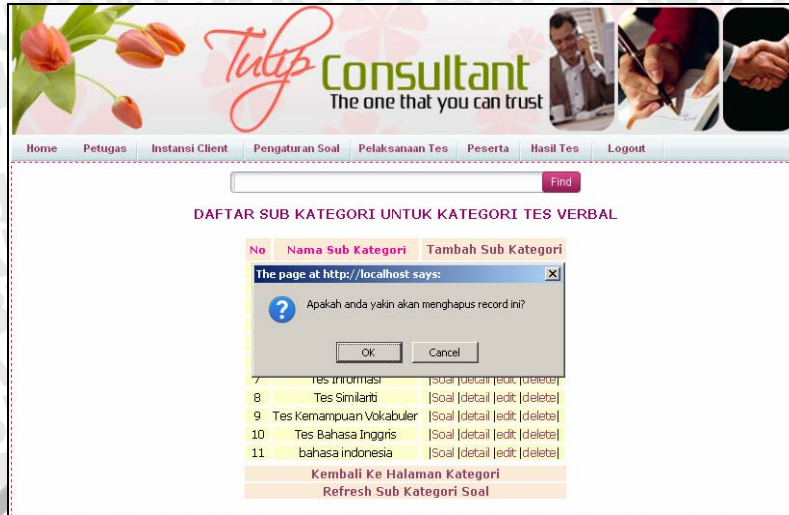 Tulip Consultant
The one that you can trust
Home Petugas Instansi Client Pengaturan Soal Pelaksanaan Tes Peserta Hasil Tes Logout
Find
DAFTAR SUB KATEGORI UNTUK KATEGORI TES VERBAL
No Nama Sub Kategori Tambah Sub Kategori
The page at http://localhost says:
Apakah anda yakin akan menghapus record ini?
OK Cancel
7 Tes Informasi |Soal |detail |edit |delete|
8 Tes Similariti |Soal |detail |edit |delete|
9 Tes Kemampuan Vokabuler |Soal |detail |edit |delete|
10 Tes Bahasa Inggris |Soal |detail |edit |delete|
11 bahasa indonesia |Soal |detail |edit |delete|
Kembali Ke Halaman Kategori
Refresh Sub Kategori Soal